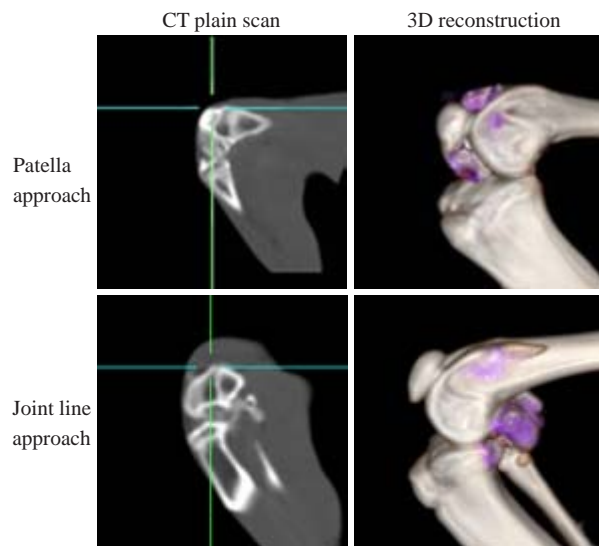 CT plain scan
3D reconstruction
Patella
approach
Joint line
approach